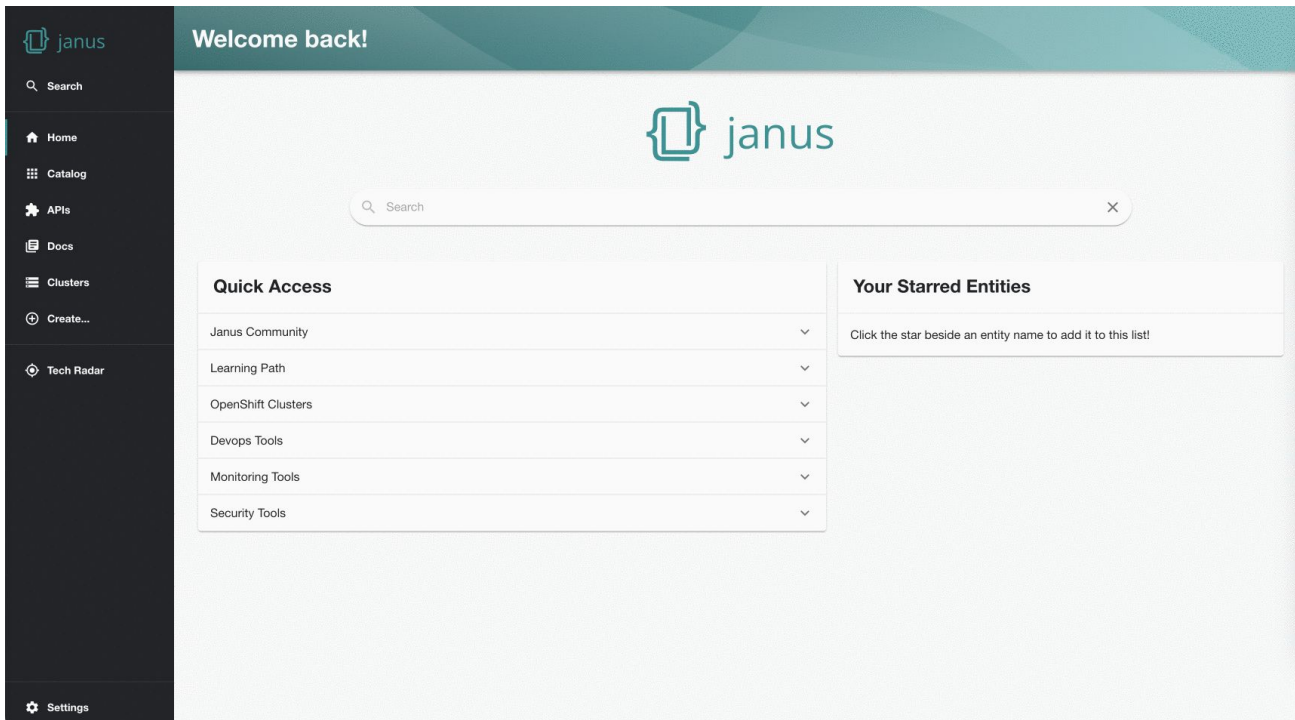 janus
Search
Home
Catalog
APIs
Docs
Clusters
Create...
Tech Radar
Settings
Welcome back!
janus
Search
Quick Access
Janus Community
Learning Path
OpenShift Clusters
Devops Tools
Monitoring Tools
Security Tools
Your Starred Entities
Click the star beside an entity name to add it to this list!